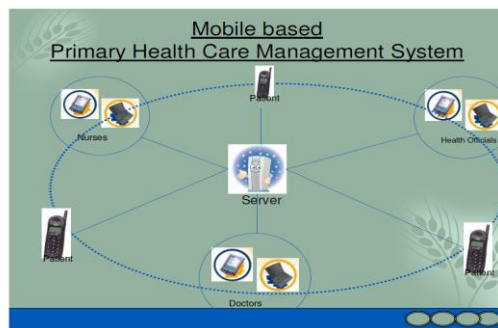 Mobile based
Primary Health Care Management System
Patient
Nurses
Health Officials
Server
Patient
Patient
Doctors